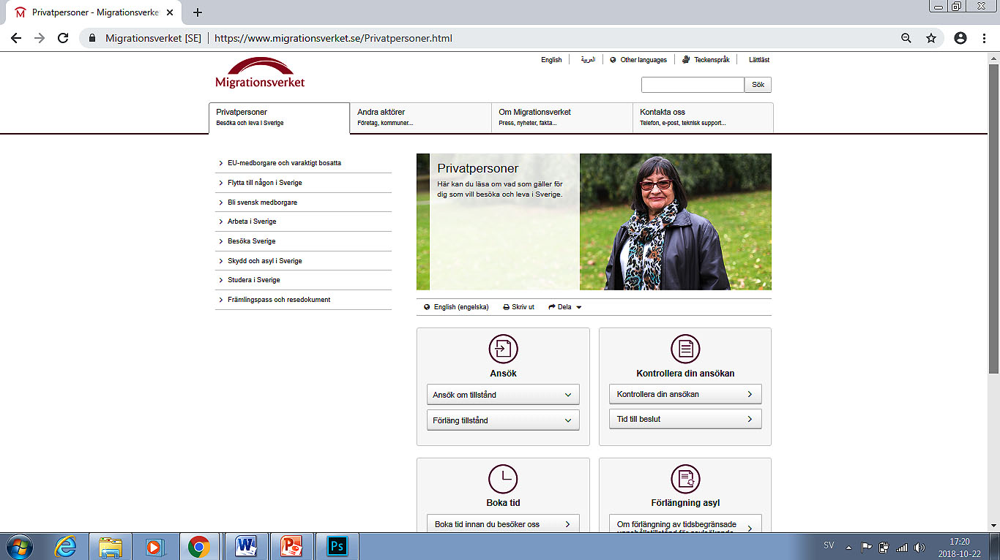 Privatpersoner - Migrationsverke
Migrationsverket [SE] https://www.migrationsverket.se/Privatpersoner.html
English العربية Other languages Teckenspråk Lättläst
Migrationsverket
Sök
Privatpersoner
Besöka och leva i Sverige
Andra aktörer
Företag, kommuner...
Om Migrationsverket
Press, nyheter, fakta...
Kontakta oss
Telefon, e-post, teknisk support...
EU-medborgare och varaktigt bosatta
Flytta till någon i Sverige
Bli svensk medborgare
Arbeta i Sverige
Besöka Sverige
Skydd och asyl i Sverige
Studera i Sverige
Främlingspass och resedokument
Privatpersoner
Här kan du läsa om vad som gäller för
dig som vill besöka och leva i Sverige.
English (engelska) Skriv ut Dela
Ansök
Ansök om tillstånd
Förläng tillstånd
Kontrollera din ansökan
Kontrollera din ansökan
Tid till beslut
Boka tid
Boka tid innan du besöker oss
Förlängning asyl
Om förlängning av tidsbegränsade
Ps
SV
17:20
2018-10-22